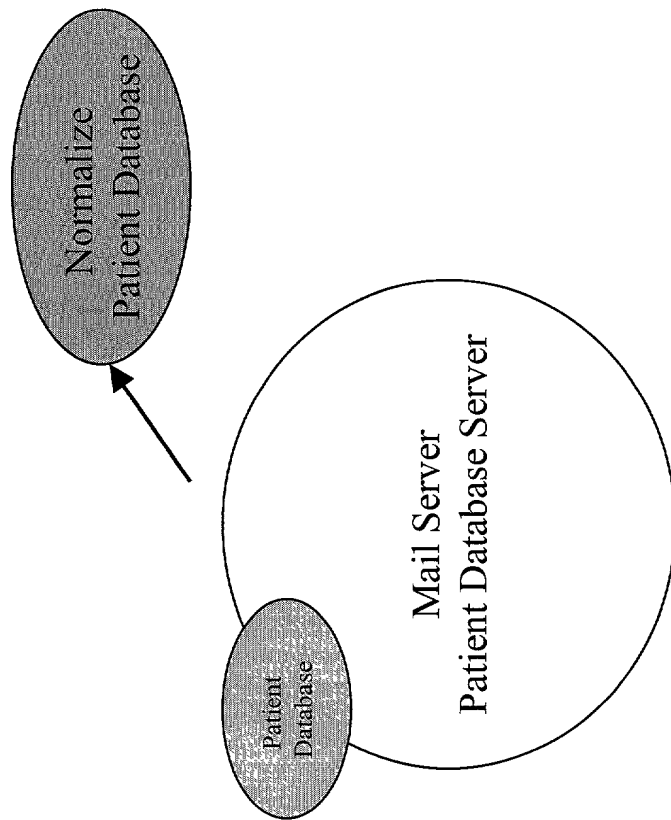 Normalize
Patient Database
Patient
Database
Mail Server
Patient Database Server